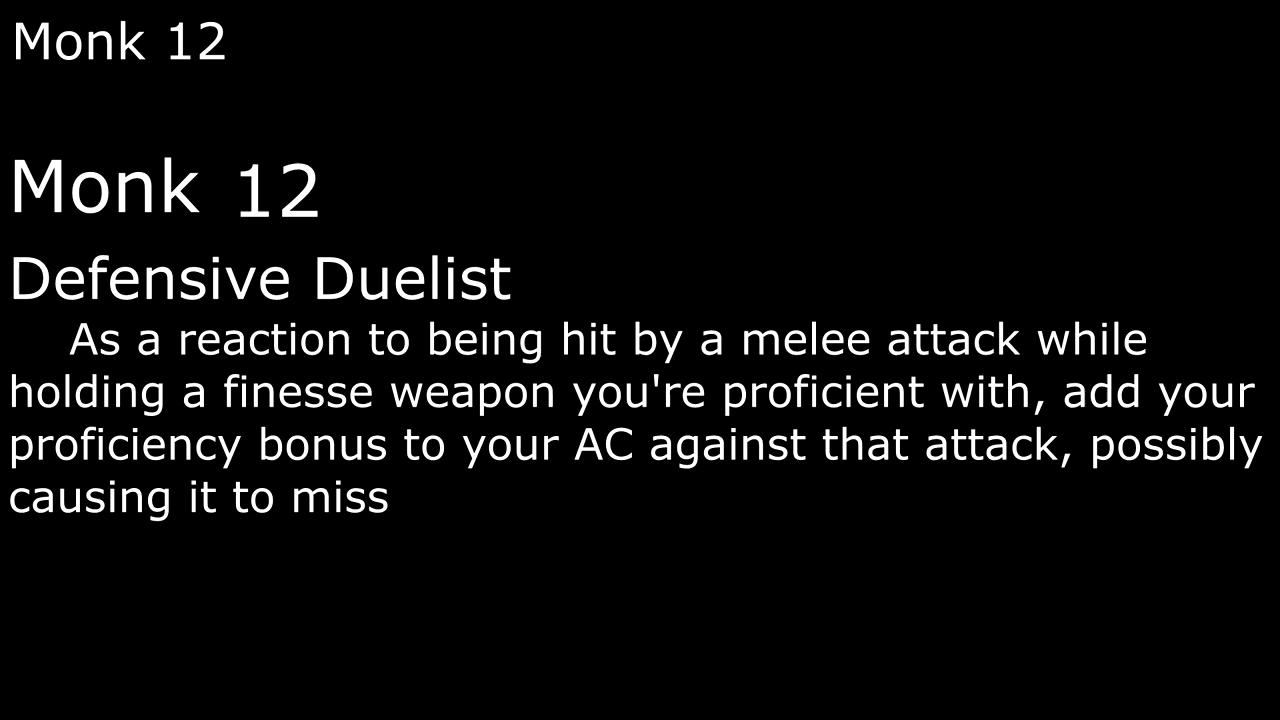 Monk 12
Monk 12
Defensive Duelist
As a reaction to being hit by a melee attack while
holding a finesse weapon you're proficient with, add your
proficiency bonus to your AC against that attack, possibly
causing it to miss